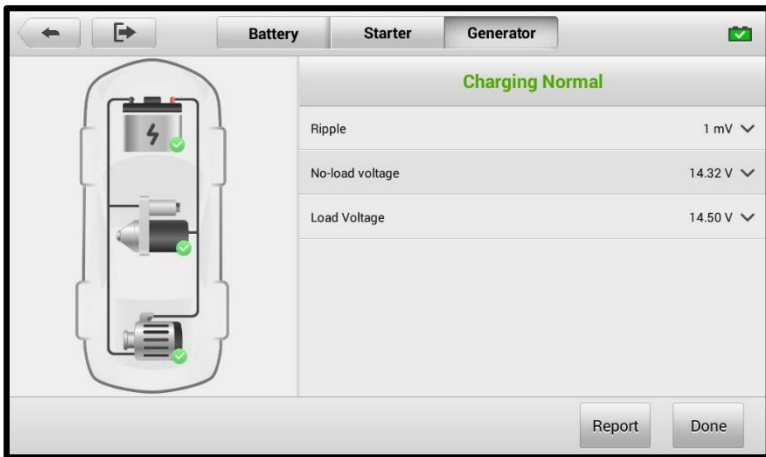 Battery Starter Generator
Charging Normal
Ripple 1 mV
No-load voltage 14.32 V
Load Voltage 14.50 V
Report Done